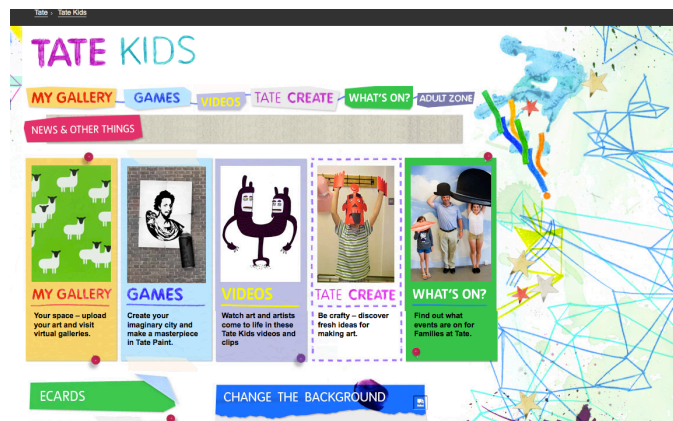 Tate › Tate Kids
TATE KIDS
MY GALLERY GAMES VIDEOS TATE CREATE WHAT'S ON? ADULT ZONE
NEWS & OTHER THINGS
MY GALLERY
Your space – upload
your art and visit
virtual galleries.
GAMES
Create your
imaginary city and
make a masterpiece
in Tate Paint.
VIDEOS
Watch art and artists
come to life in these
Tate Kids videos and
clips
TATE CREATE
Be crafty – discover
fresh ideas for
making art.
WHAT'S ON?
Find out what
events are on for
Families at Tate.
ECARDS
CHANGE THE BACKGROUND